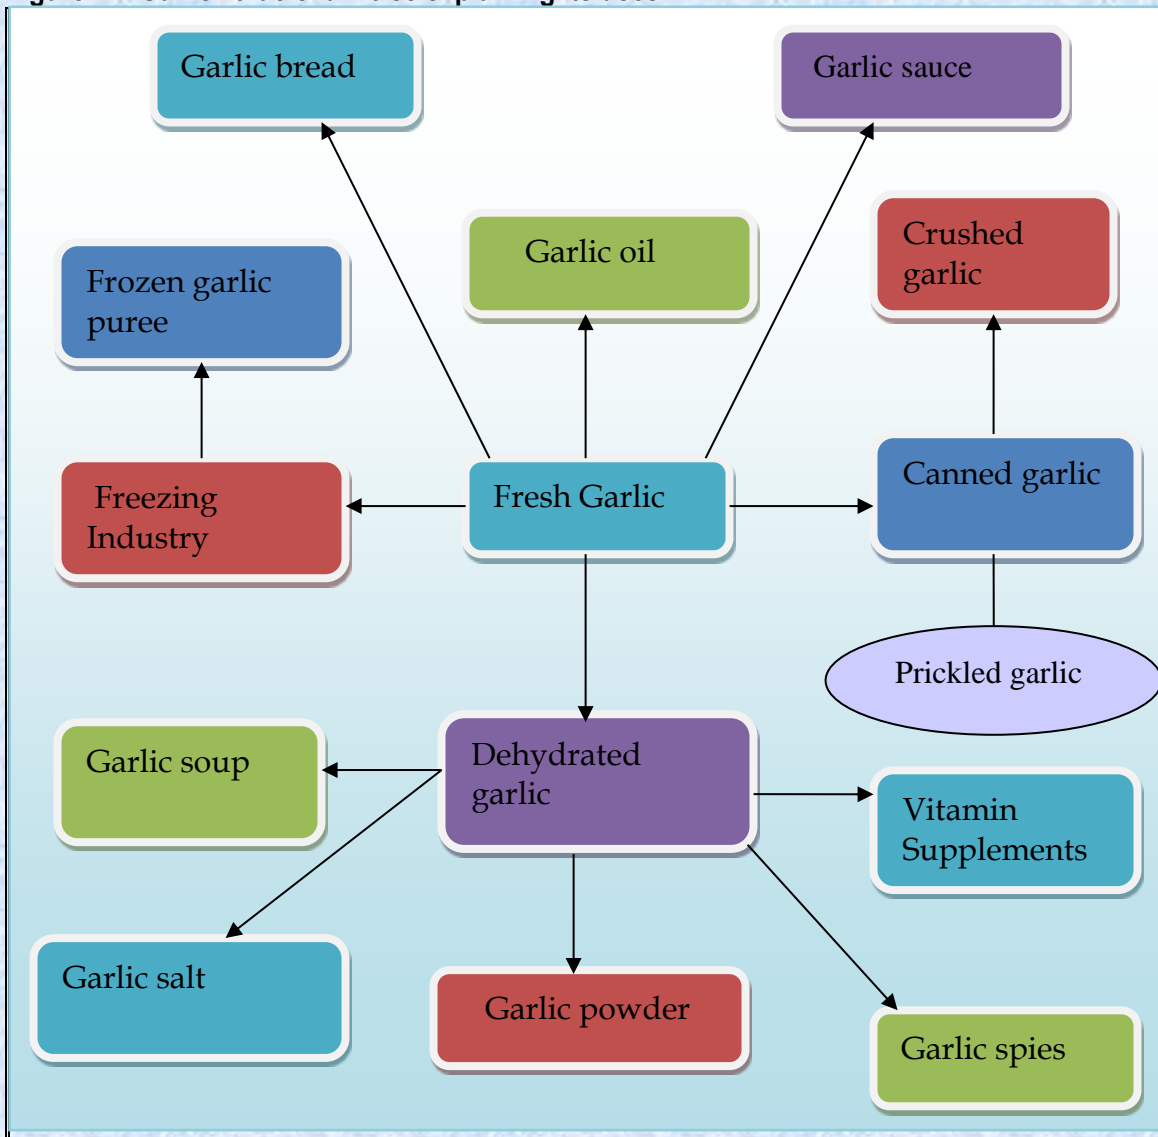 Garlic bread
Garlic sauce
Garlic oil
Crushed
garlic
Frozen garlic
puree
Freezing
Industry
Fresh Garlic
Canned garlic
Prickled garlic
Garlic soup
Dehydrated
garlic
Vitamin
Supplements
Garlic salt
Garlic powder
Garlic spies